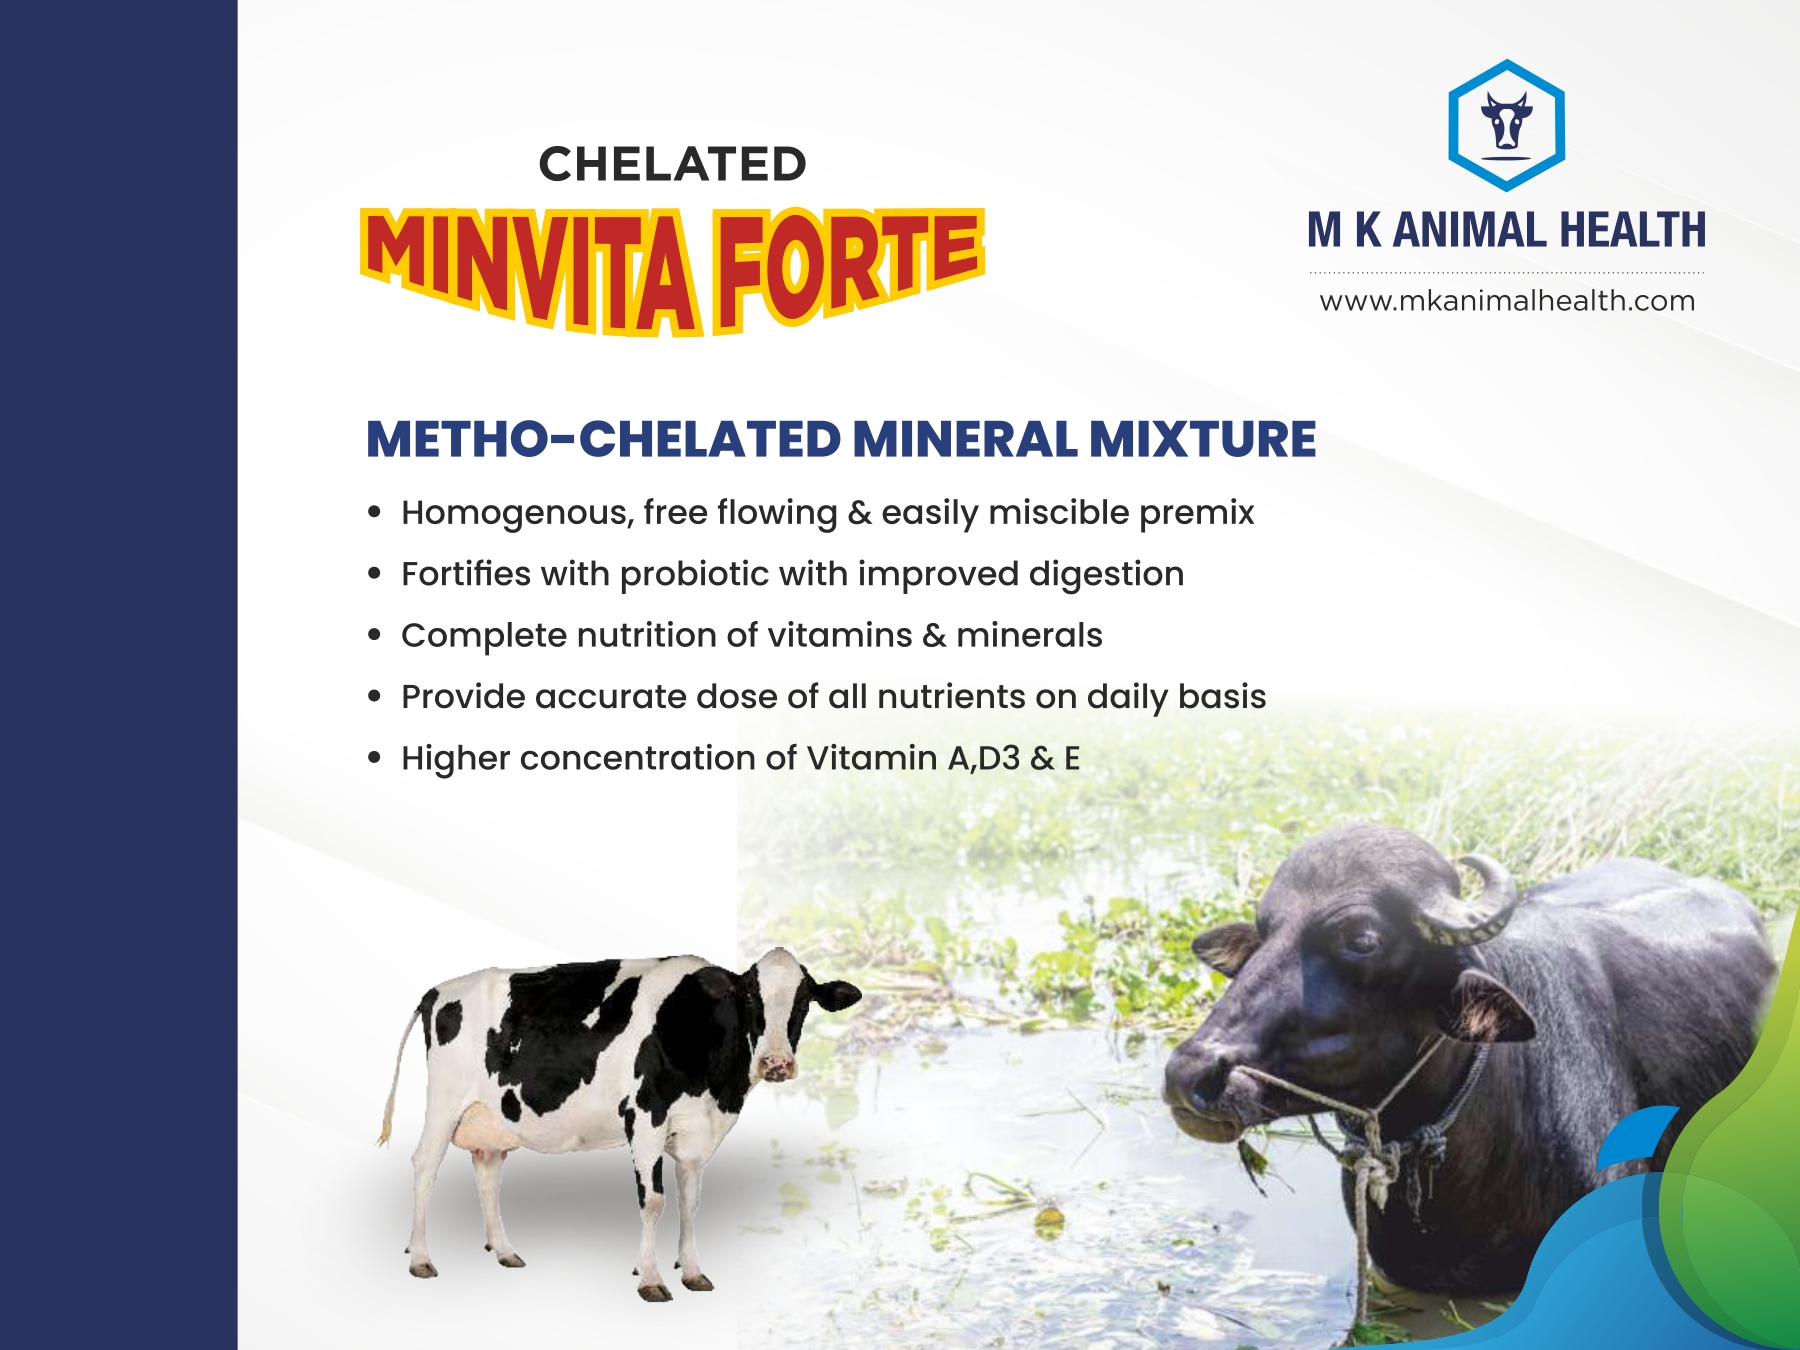 CHELATED
MINVITA FORTE
M K ANIMAL HEALTH
www.mkanimalhealth.com
METHO-CHELATED MINERAL MIXTURE
• Homogenous, free flowing & easily miscible premix
• Fortifies with probiotic with improved digestion
• Complete nutrition of vitamins & minerals
• Provide accurate dose of all nutrients on daily basis
• Higher concentration of Vitamin A,D3 & E